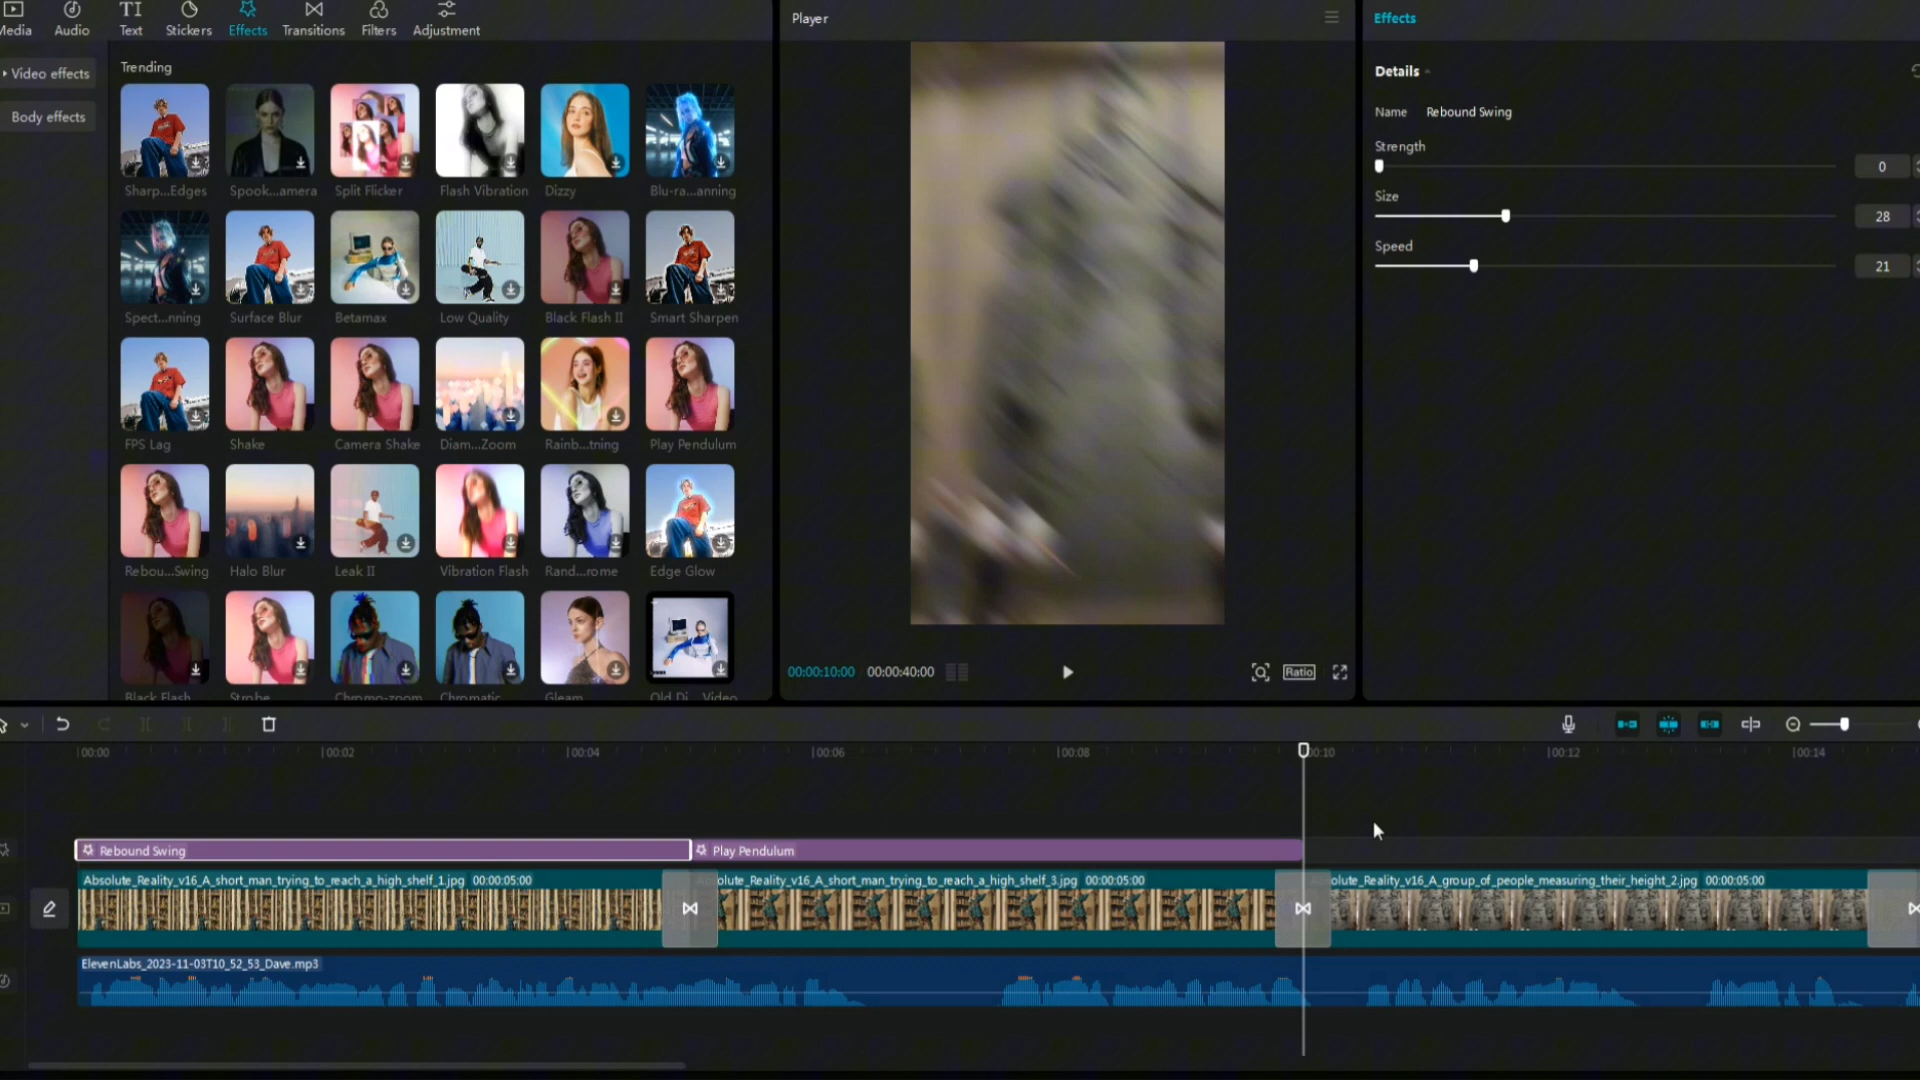 Media
Audio
Text
Stickers
Effects
Transitions
Filters
Adjustment
Video effects
Body effects
Trending
Sharp...Edges
Spook...amera
Split Flicker
Flash Vibration
Dizzy
Blu-ra...anning
Spect...nning
Surface Blur
Betamax
Low Quality
Black Flash II
Smart Sharpen
FPS Lag
Shake
Camera Shake
Diam...Zoom
Rainb...tning
Play Pendulum
Rebou...Swing
Halo Blur
Leak II
Vibration Flash
Rand...rome
Edge Glow
Black Flash
Strobe
Chromo-zoom
Chromatic
Gleam
Old Di... Video
Player
00:00:10:00
00:00:40:00
Ratio
Effects
Details
Name Rebound Swing
Strength
0
Size
28
Speed
21
00:00
00:02
00:04
00:06
00:08
00:10
00:12
00:14
Rebound Swing
Play Pendulum
Absolute_Reality_v16_A_short_man_trying_to_reach_a_high_shelf_1.jpg 00:00:05:00
olute_Reality_v16_A_short_man_trying_to_reach_a_high_shelf_3.jpg 00:00:05:00
olute_Reality_v16_A_group_of_people_measuring_their_height_2.jpg 00:00:05:00
ElevenLabs_2023-11-03T10_52_53_Dave.mp3